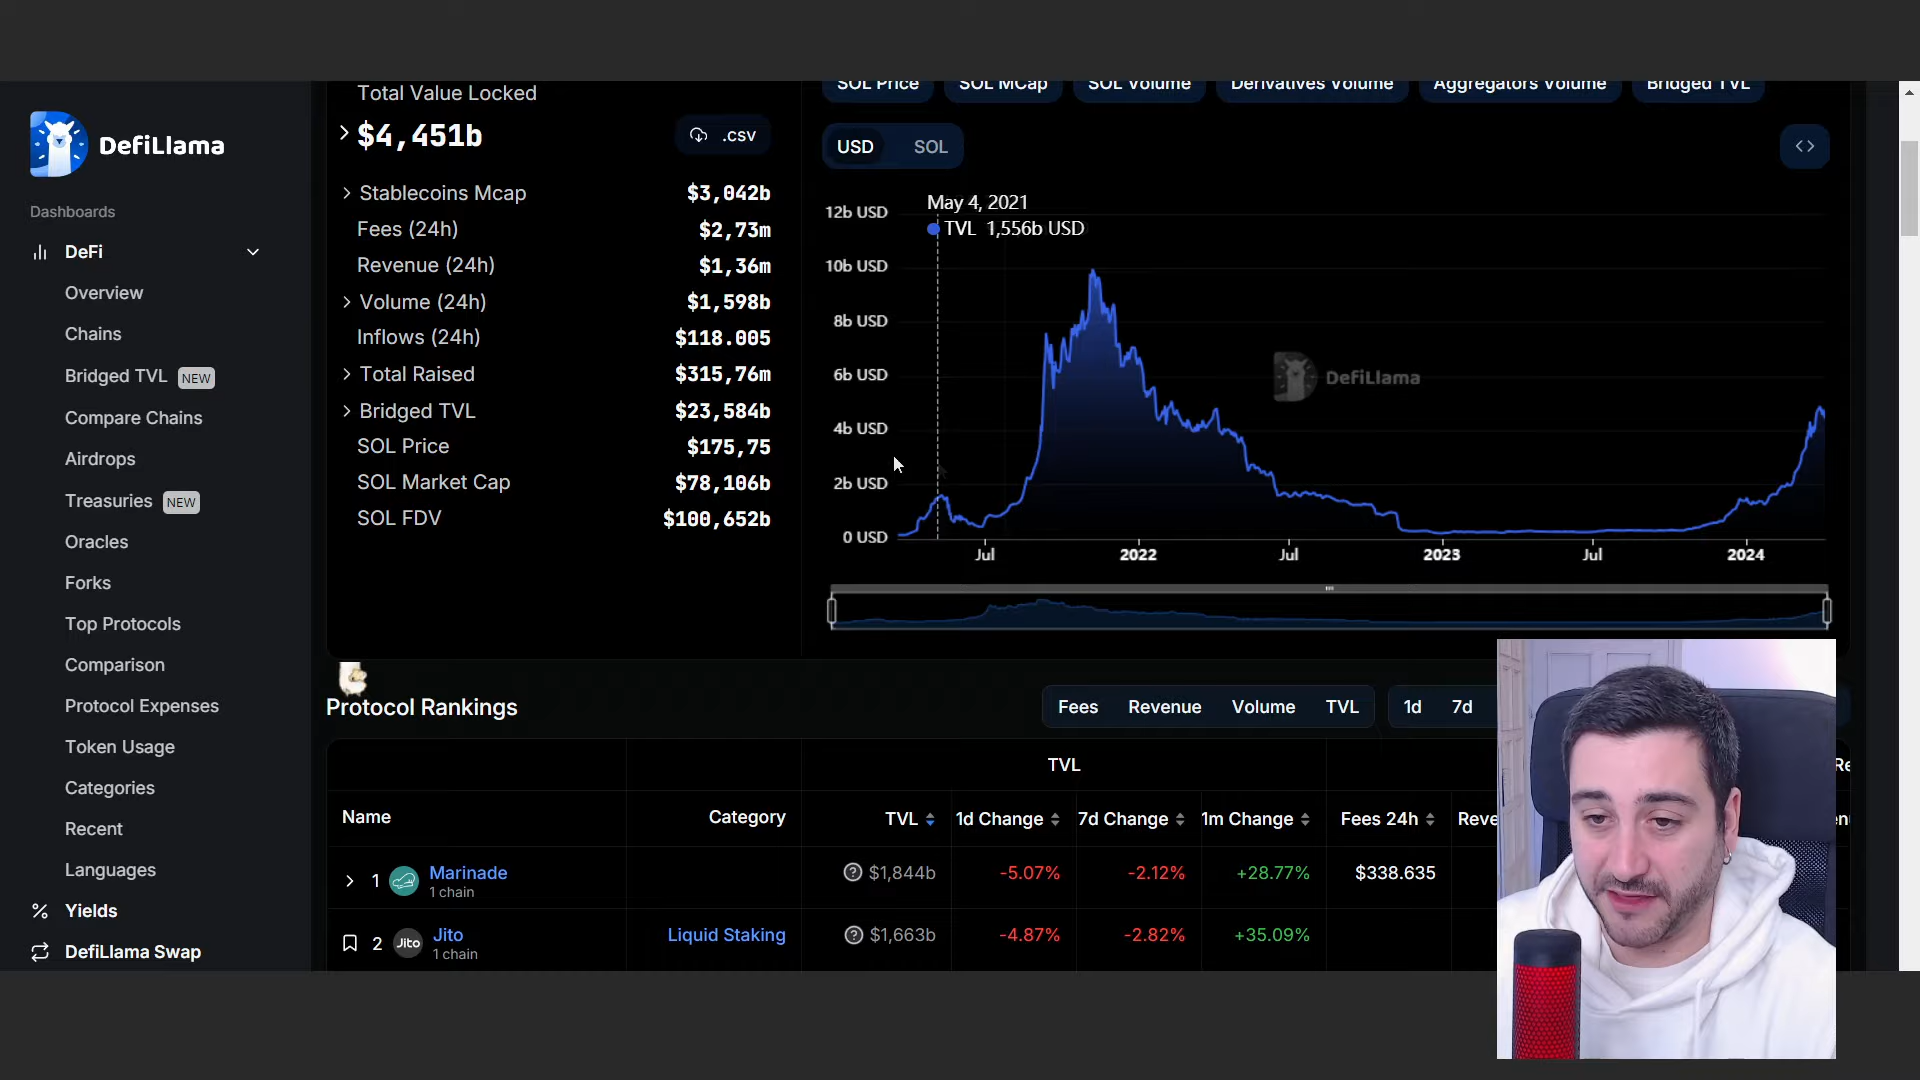 Total Value Locked
$4,451b
.csv
Stablecoins Mcap $3,042b
Fees (24h) $2,73m
Revenue (24h) $1,36m
Volume (24h) $1,598b
Inflows (24h) $118.005
Total Raised $315,76m
Bridged TVL $23,584b
SOL Price $175,75
SOL Market Cap $78,106b
SOL FDV $100,652b
DefiLlama
Dashboards
DeFi
Overview
Chains
Bridged TVL NEW
Compare Chains
Airdrops
Treasuries NEW
Oracles
Forks
Top Protocols
Comparison
Protocol Expenses
Token Usage
Categories
Recent
Languages
Yields
DefiLlama Swap
SOL Price SOL MCap SOL Volume Derivatives Volume Aggregators Volume Bridged TVL
USD SOL
May 4, 2021
TVL 1,556b USD
12b USD
10b USD
8b USD
6b USD
4b USD
2b USD
0 USD
DefiLlama
Jul 2022 Jul 2023 Jul 2024
Protocol Rankings
Fees Revenue Volume TVL 1d 7d
TVL
Name Category TVL 1d Change 7d Change 1m Change Fees 24h
1 Marinade $1,844b -5.07% -2.12% +28.77% $338.635
1 chain
2 Jito Jito Liquid Staking $1,663b -4.87% -2.82% +35.09%
1 chain